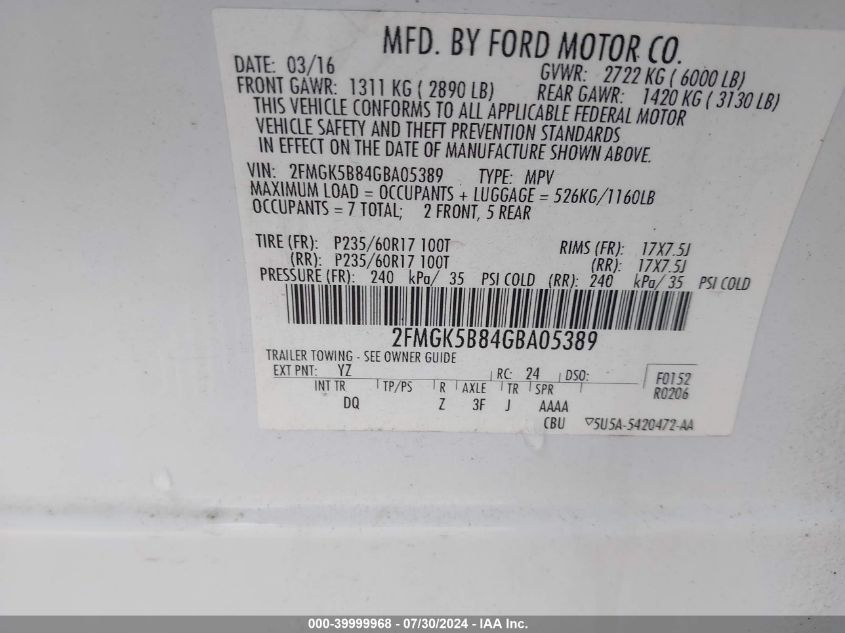 MFD. BY FORD MOTOR CO.
DATE: 03/16 GVWR: 2722 KG ( 6000 LB)
FRONT GAWR: 1311 KG ( 2890 LB) REAR GAWR: 1420 KG ( 3130 LB)
THIS VEHICLE CONFORMS TO ALL APPLICABLE FEDERAL MOTOR
VEHICLE SAFETY AND THEFT PREVENTION STANDARDS
IN EFFECT ON THE DATE OF MANUFACTURE SHOWN ABOVE.
VIN: 2FMGK5B84GBA05389 TYPE: MPV
MAXIMUM LOAD = OCCUPANTS + LUGGAGE = 526KG/1160LB
OCCUPANTS = 7 TOTAL; 2 FRONT, 5 REAR
TIRE (FR): P235/60R17 100T RIMS (FR): 17X7.5J
(RR): P235/60R17 100T (RR): 17X7.5J
PRESSURE (FR): 240 kPa/ 35 PSI COLD (RR): 240 kPa/ 35 PSI COLD
2FMGK5B84GBA05389
TRAILER TOWING - SEE OWNER GUIDE
EXT PNT: YZ RC: 24 DSO: F0152
INT TR TP/PS R AXLE TR SPR R0206
DQ Z 3F J AAAA
CBU ▽5U5A-5420472-AA
000-39999968 - 07/30/2024 - IAA Holdings, LLC.